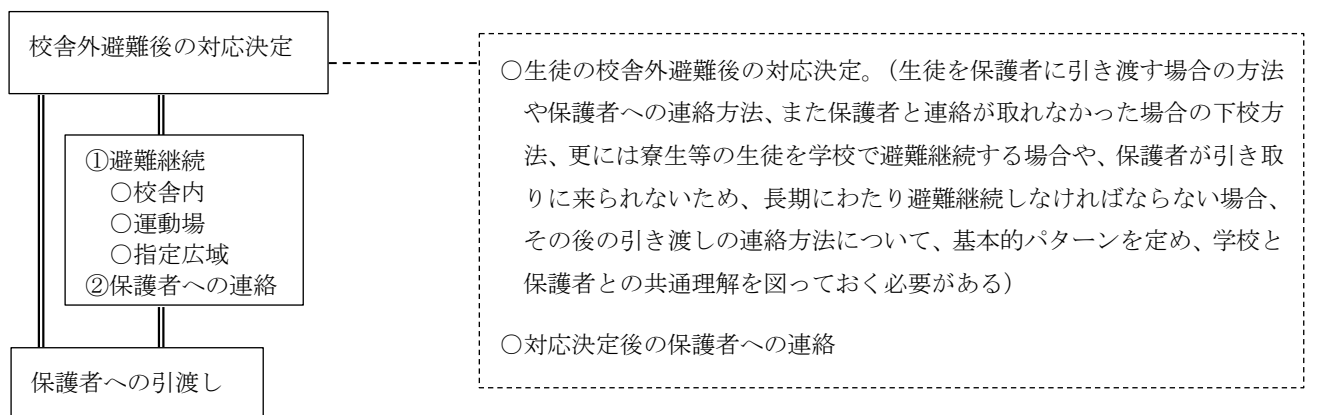 校舎外避難後の対応決定
①避難継続
○校舎内
○運動場
○指定広域
②保護者への連絡
保護者への引渡し
○生徒の校舎外避難後の対応決定。（生徒を保護者に引き渡す場合の方法
や保護者への連絡方法、また保護者と連絡が取れなかった場合の下校方
法、更には寮生等の生徒を学校で避難継続する場合や、保護者が引き取
りに来られないため、長期にわたり避難継続しなければならない場合、
その後の引き渡しの連絡方法について、基本的パターンを定め、学校と
保護者との共通理解を図っておく必要がある）
○対応決定後の保護者への連絡